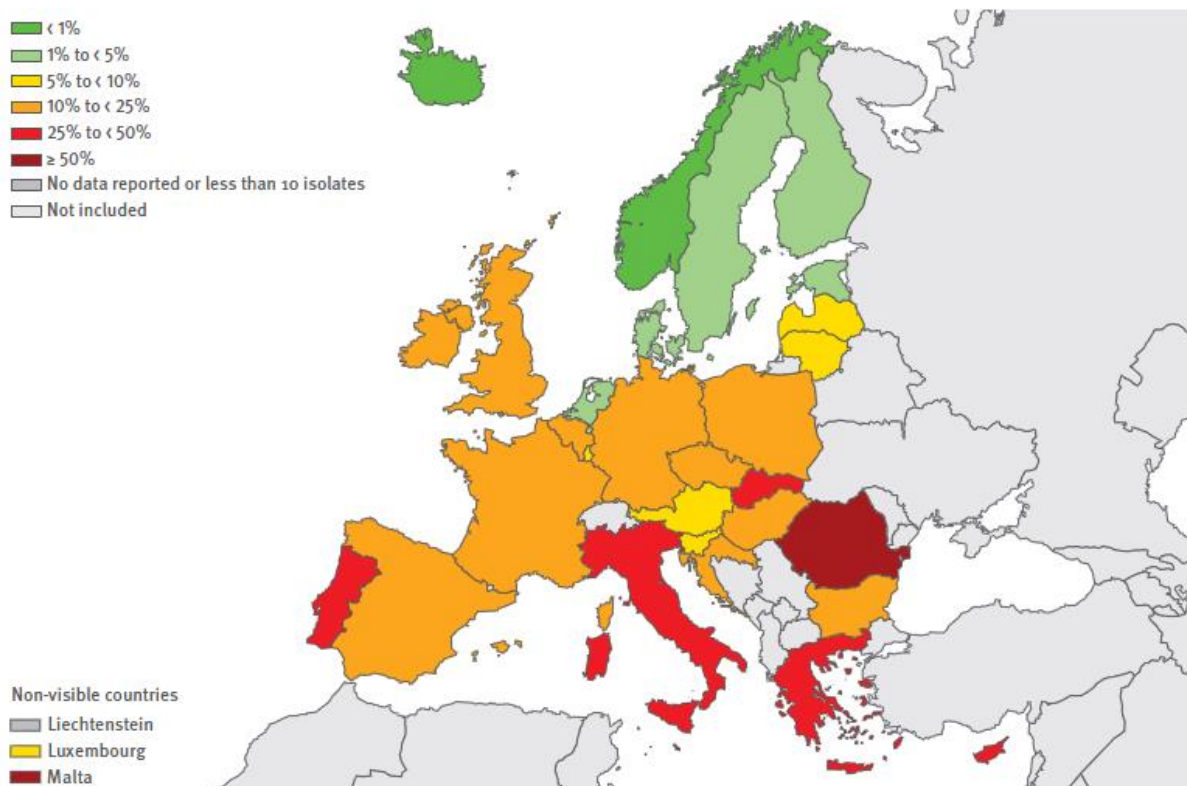 < 1%
1% to < 5%
5% to < 10%
10% to < 25%
25% to < 50%
≥ 50%
No data reported or less than 10 isolates
Not included
Non-visible countries
Liechtenstein
Luxembourg
Malta